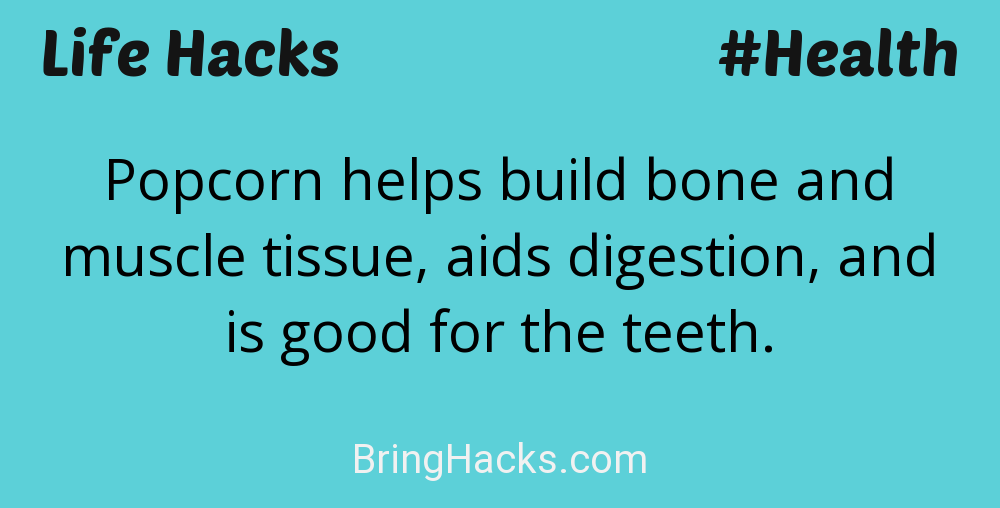 Life Hacks #Health
Popcorn helps build bone and
muscle tissue, aids digestion, and
is good for the teeth.
BringHacks.com